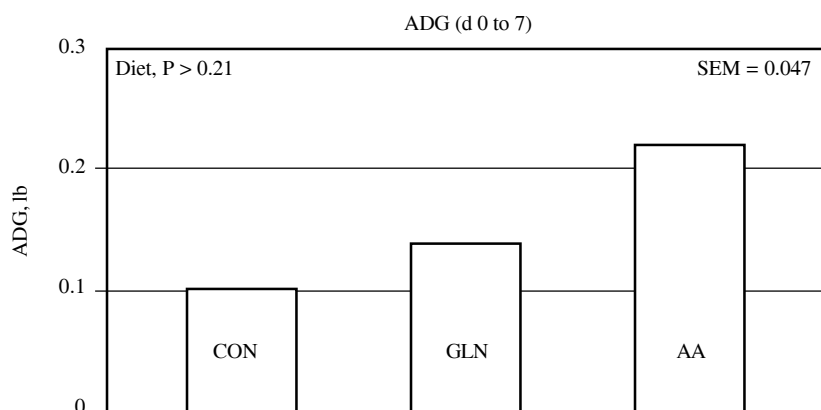 ADG (d 0 to 7)
0.3
Diet, P > 0.21
SEM = 0.047
0.2
ADG, lb
0.1
CON
GLN
AA
0